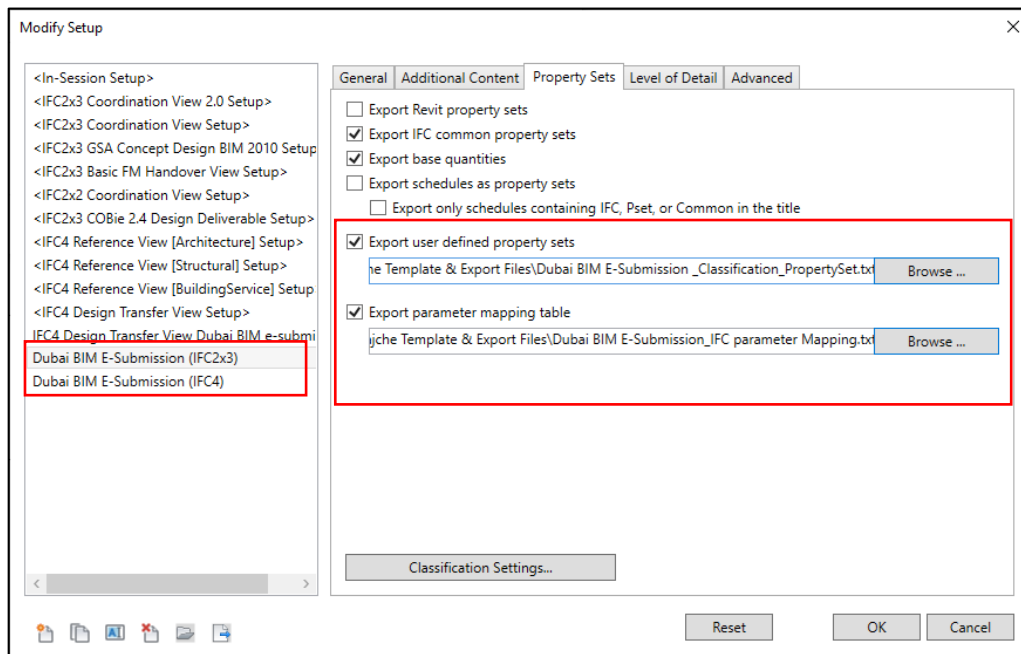 Modify Setup
<In-Session Setup>
<IFC2x3 Coordination View 2.0 Setup>
<IFC2x3 Coordination View Setup>
<IFC2x3 GSA Concept Design BIM 2010 Setup
<IFC2x3 Basic FM Handover View Setup>
<IFC2x2 Coordination View Setup>
<IFC2x3 COBie 2.4 Design Deliverable Setup>
<IFC4 Reference View [Architecture] Setup>
<IFC4 Reference View [Structural] Setup>
<IFC4 Reference View [BuildingService] Setup
<IFC4 Design Transfer View Setup>
IFC4 Design Transfer View Dubai BIM e-submi
Dubai BIM E-Submission (IFC2x3)
Dubai BIM E-Submission (IFC4)
General Additional Content Property Sets Level of Detail Advanced
Export Revit property sets
Export IFC common property sets
Export base quantities
Export schedules as property sets
Export only schedules containing IFC, Pset, or Common in the title
Export user defined property sets
Template & Export Files\Dubai BIM E-Submission _Classification_PropertySet.txt Browse ...
Export parameter mapping table
Template & Export Files\Dubai BIM E-Submission_IFC parameter Mapping.txt Browse ...
Classification Settings...
Reset OK Cancel